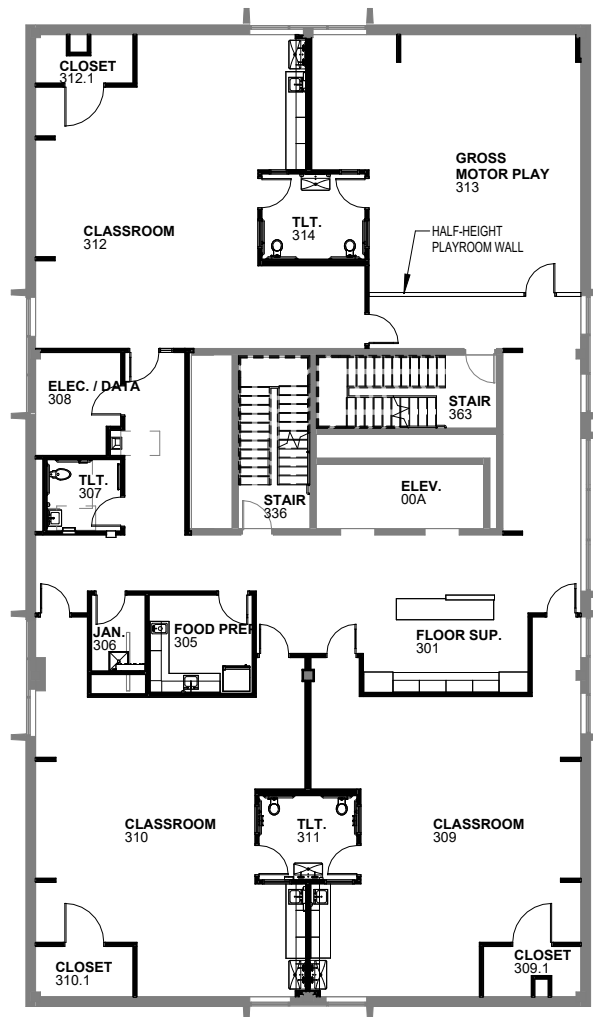 CLOSET
312.1
GROSS
MOTOR PLAY
313
CLASSROOM
312
TLT.
314
HALF-HEIGHT
PLAYROOM WALL
ELEC. / DATA
308
STAIR
363
TLT.
307
ELEV.
00A
STAIR
336
JAN.
306
FOOD PREP
305
FLOOR SUP.
301
CLASSROOM
310
TLT.
311
CLASSROOM
309
CLOSET
310.1
CLOSET
309.1